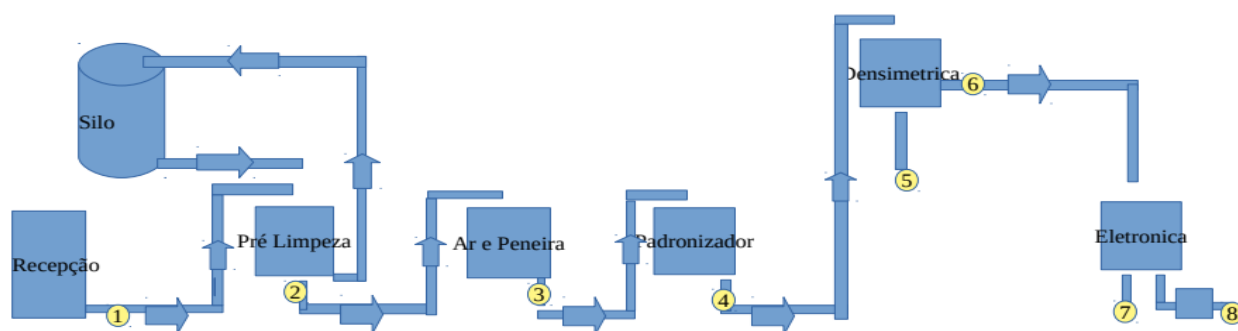 Silo
Recepção
1
Pré Limpeza
2
Ar e Peneira
3
Padronizador
4
Densimetrica
5
6
Eletronica
7
8